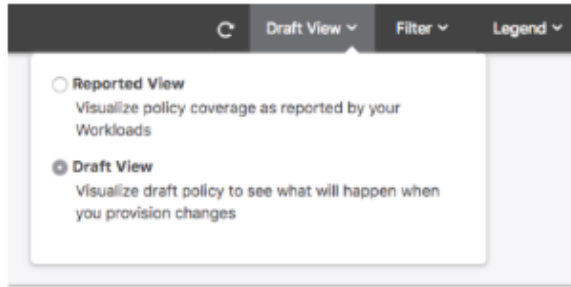 Draft View Filter Legend
Reported View
Visualize policy coverage as reported by your
Workloads
Draft View
Visualize draft policy to see what will happen when
you provision changes